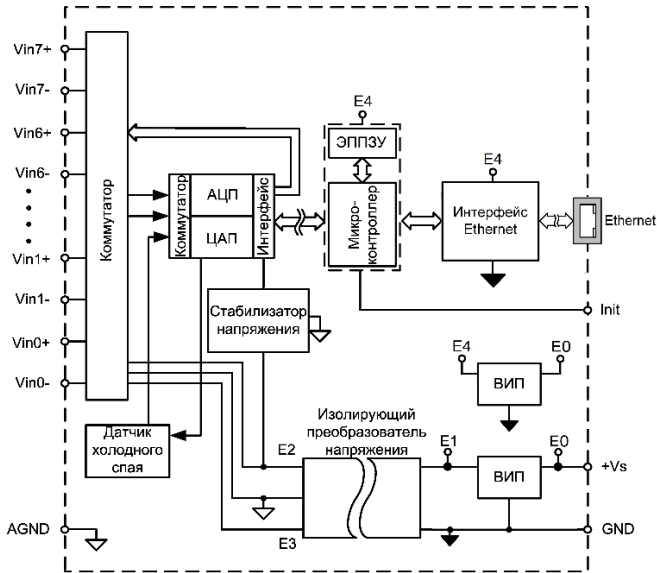 Vin7+
Vin7-
Vin6+
Vin6-
Vin1+
Vin1-
Vin0+
Vin0-
AGND
Коммутатор
Коммутатор
АЦП
ЦАП
Интерфейс
E4
ЭППЗУ
Микро-
контроллер
E4
Интерфейс
Ethernet
Ethernet
Init
Стабилизатор
напряжения
E4
E0
ВИП
Датчик
холодного
спая
Изолирующий
преобразователь
напряжения
E2
E3
E1
E0
ВИП
+Vs
GND